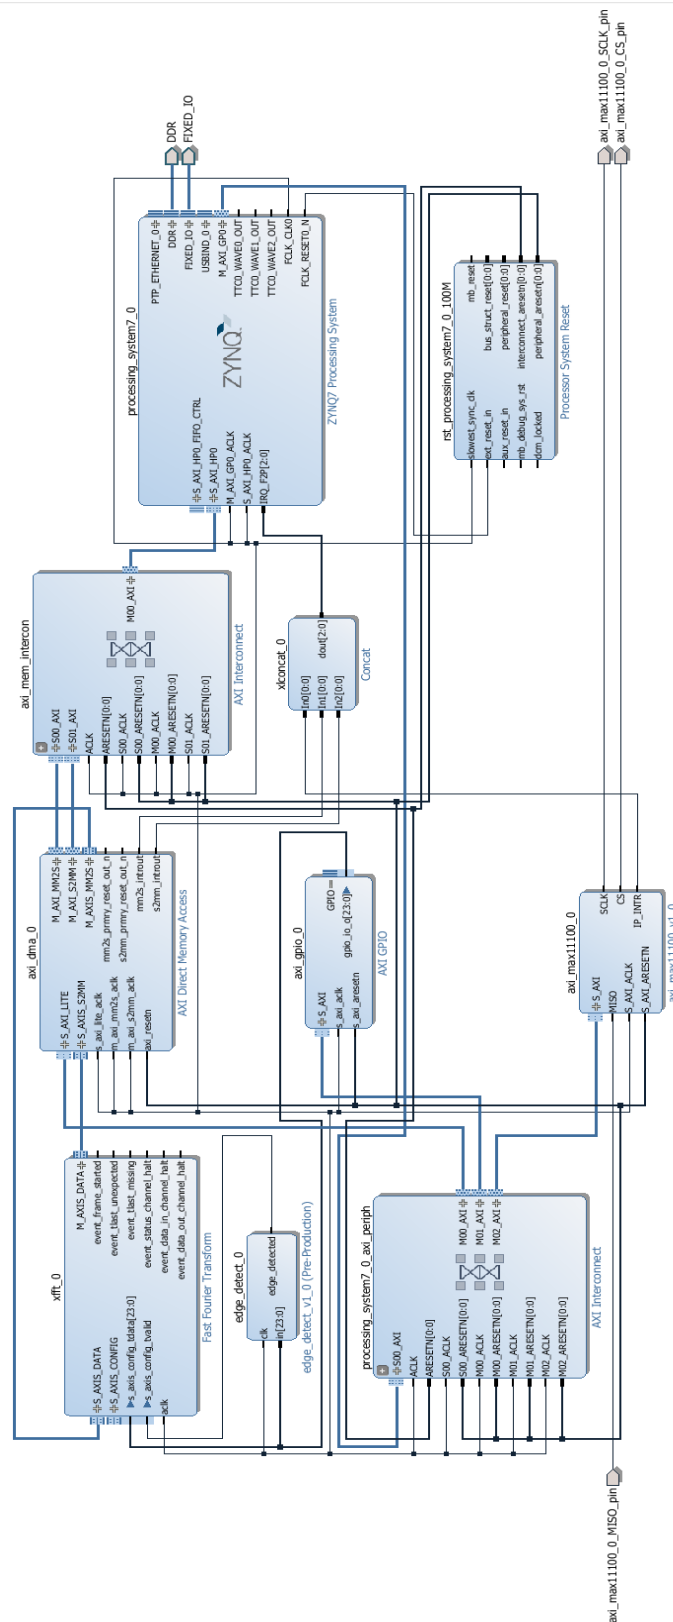 axi_max11100_0_MISO_pin
xfft_0
S_AXIS_DATA
S_AXIS_CONFIG
s_axis_config_tdata[23:0]
s_axis_config_tvalid
aclk
M_AXIS_DATA
event_frame_started
event_tlast_unexpected
event_tlast_missing
event_status_channel_halt
event_data_in_channel_halt
event_data_out_channel_halt
Fast Fourier Transform
edge_detect_0
clk
in[23:0]
edge_detected
edge_detect_v1_0 (Pre-Production)
processing_system7_0_axi_periph
S00_AXI
ACLK
ARESETN[0:0]
S00_ACLK
S00_ARESETN[0:0]
M00_ACLK
M00_ARESETN[0:0]
M01_ACLK
M01_ARESETN[0:0]
M02_ACLK
M02_ARESETN[0:0]
M00_AXI
M01_AXI
M02_AXI
AXI Interconnect
axi_dma_0
S_AXI_LITE
S_AXIS_S2MM
s_axi_lite_aclk
m_axi_mm2s_aclk
m_axi_s2mm_aclk
axi_resetn
M_AXI_MM2S
M_AXI_S2MM
M_AXIS_MM2S
mm2s_prmry_reset_out_n
s2mm_prmry_reset_out_n
mm2s_introut
s2mm_introut
AXI Direct Memory Access
axi_gpio_0
S_AXI
s_axi_aclk
s_axi_aresetn
GPIO
gpio_io_o[23:0]
AXI GPIO
axi_max11100_0
S_AXI
MISO
S_AXI_ACLK
S_AXI_ARESETN
SCLK
CS
IP_INTR
axi_max11100_v1_0
axi_mem_intercon
S00_AXI
S01_AXI
ACLK
ARESETN[0:0]
S00_ACLK
S00_ARESETN[0:0]
M00_ACLK
M00_ARESETN[0:0]
S01_ACLK
S01_ARESETN[0:0]
M00_AXI
AXI Interconnect
xlconcat_0
In0[0:0]
In1[0:0]
In2[0:0]
dout[2:0]
Concat
processing_system7_0
S_AXI_HP0_FIFO_CTRL
S_AXI_HP0
M_AXI_GP0_ACLK
S_AXI_HP0_ACLK
IRQ_F2P[2:0]
ZYNQ
PTP_ETHERNET_0
DDR
FIXED_IO
USBIND_0
M_AXI_GP0
TTC0_WAVE0_OUT
TTC0_WAVE1_OUT
TTC0_WAVE2_OUT
FCLK_CLK0
FCLK_RESET0_N
ZYNQ7 Processing System
rst_processing_system7_0_100M
slowest_sync_clk
ext_reset_in
aux_reset_in
mb_debug_sys_rst
dcm_locked
mb_reset
bus_struct_reset[0:0]
peripheral_reset[0:0]
interconnect_aresetn[0:0]
peripheral_aresetn[0:0]
Processor System Reset
DDR
FIXED_IO
axi_max11100_0_SCLK_pin
axi_max11100_0_CS_pin